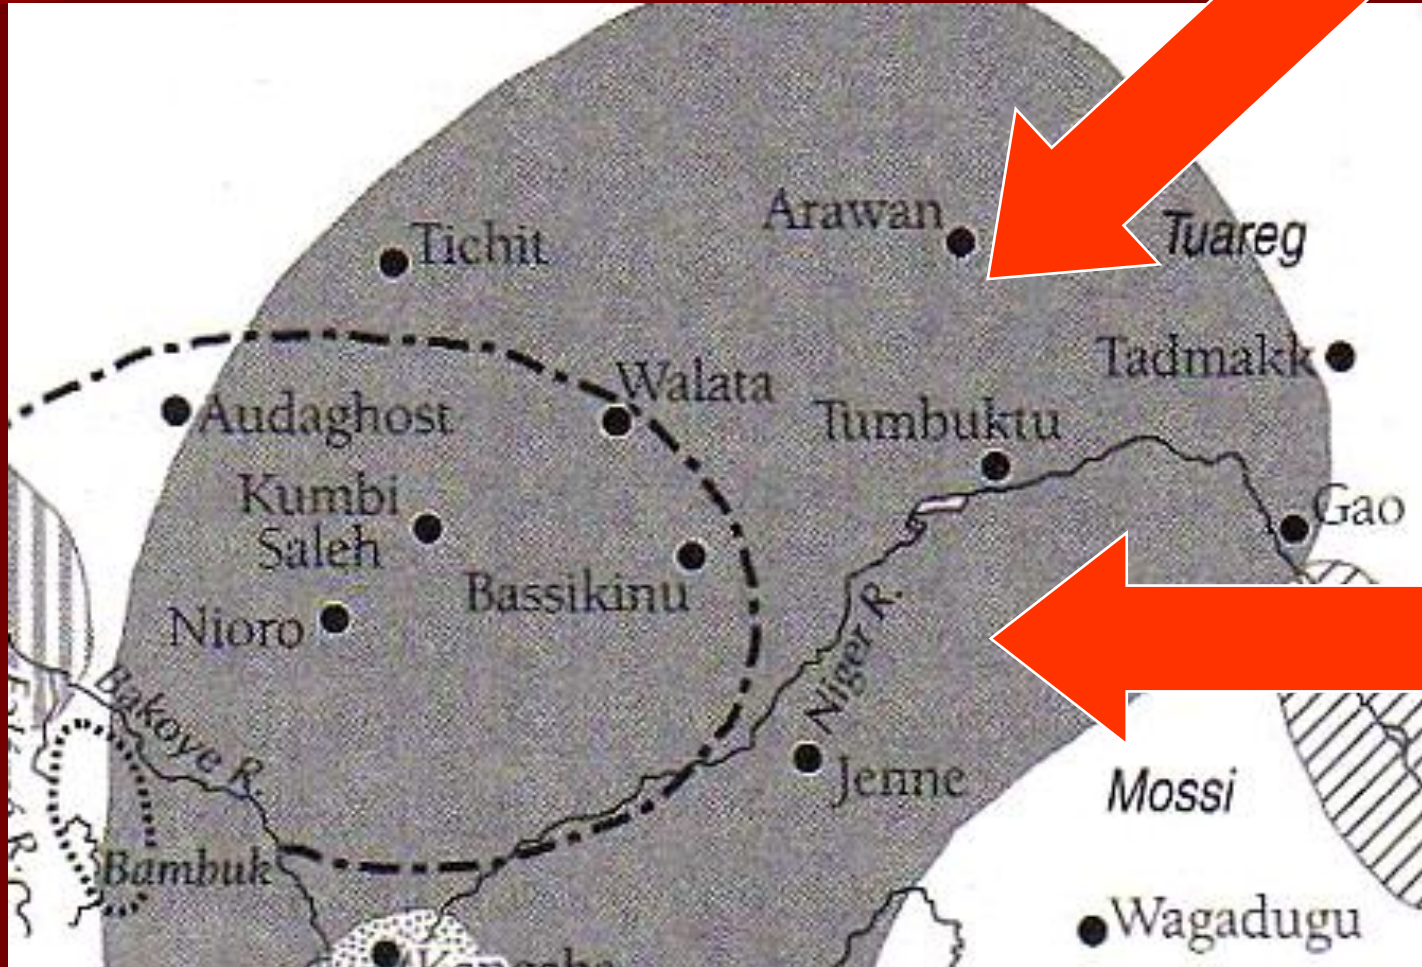 Arawan
Tichit
Tuareg
Tadmakk
Walata
Audaghost
Tumbuktu
Kumbi
Saleh
Gao
Bassikinu
Nioro
Niger R.
Bakoye R.
Jenne
Mossi
Bambuk
Wagadugu